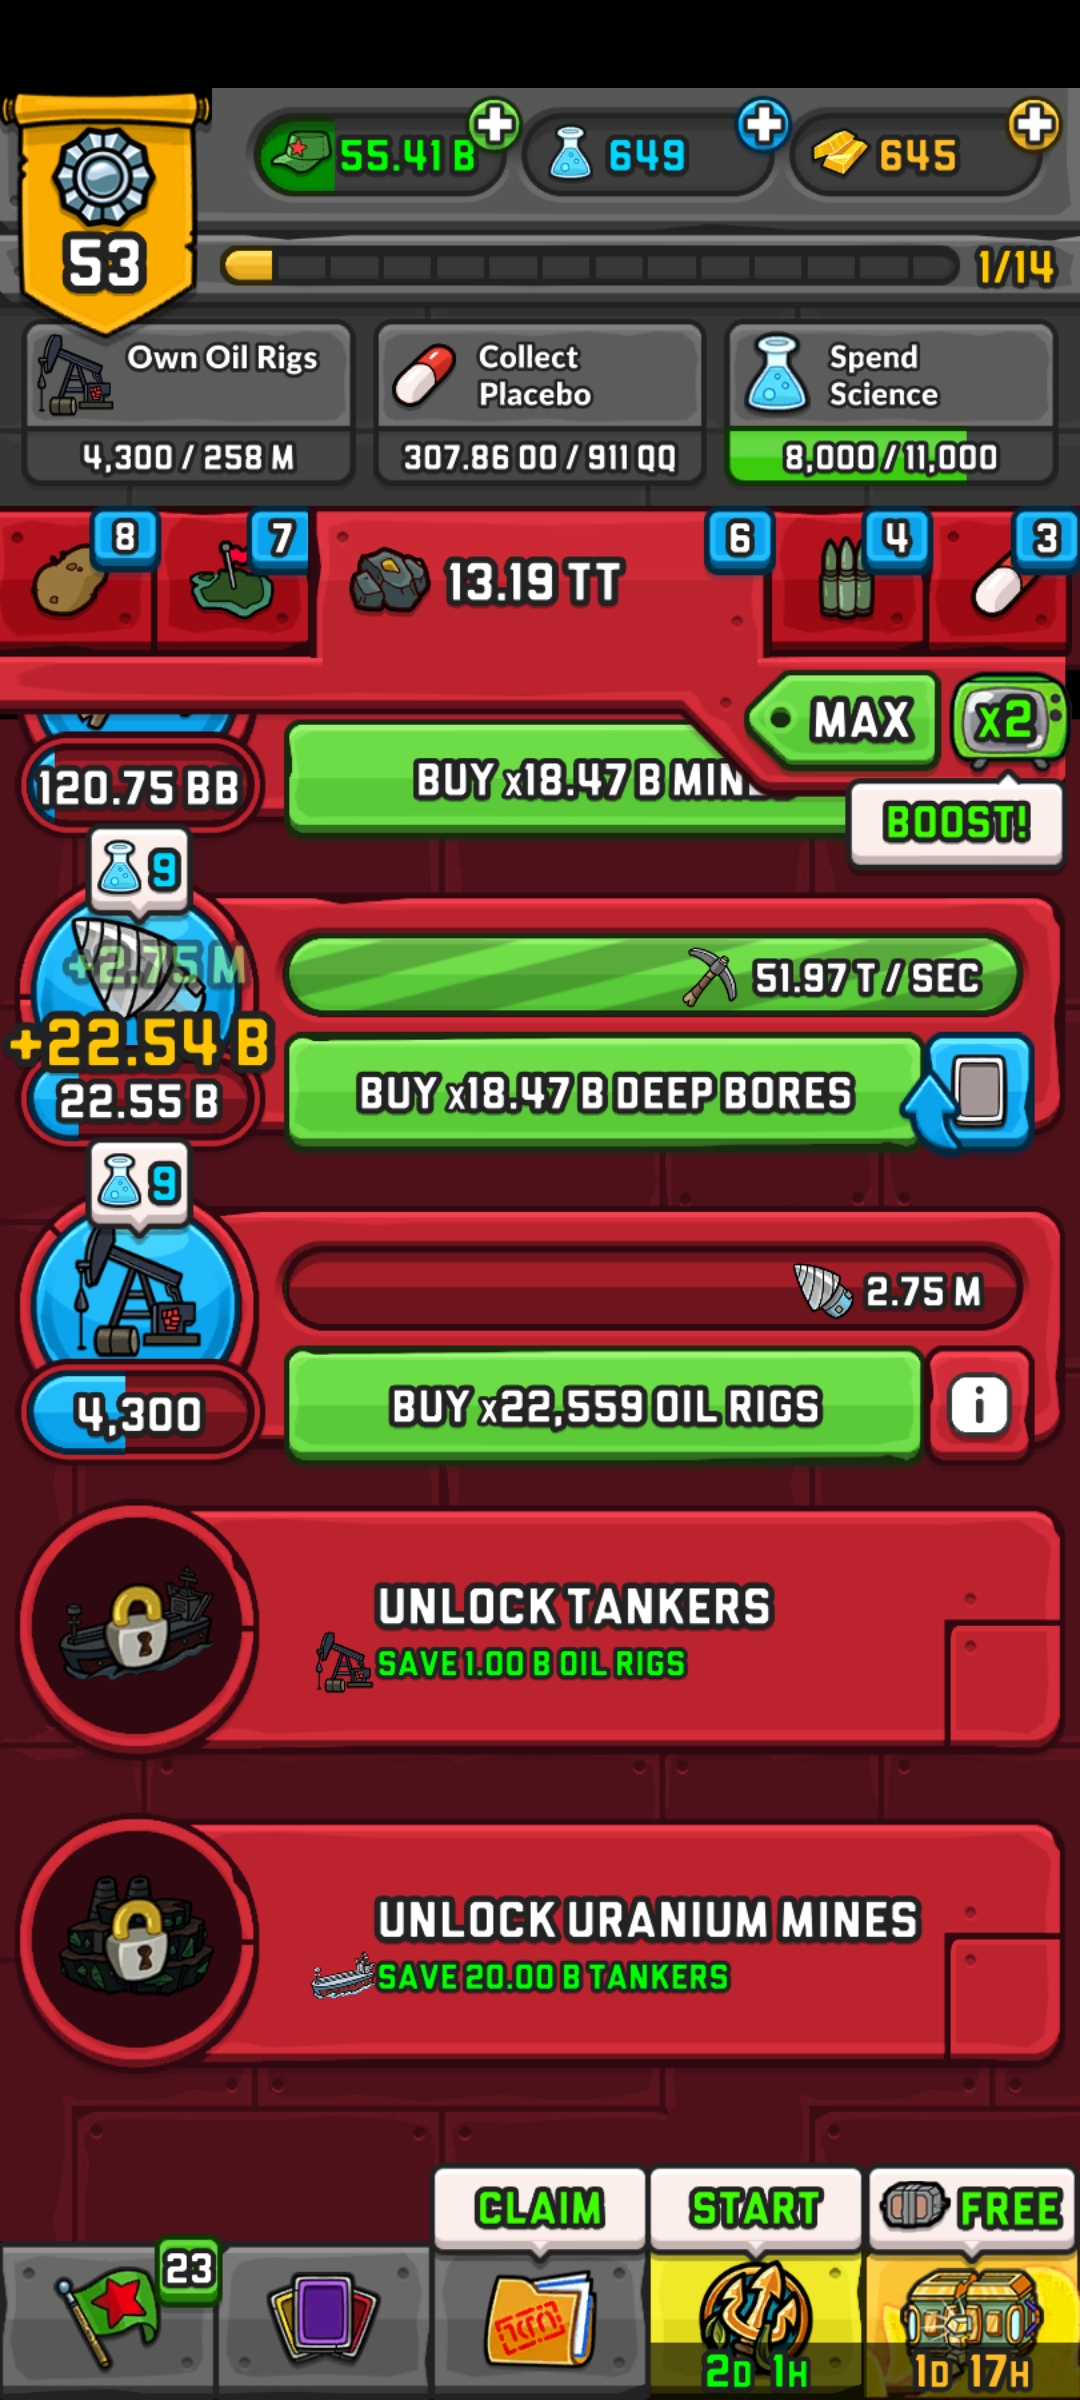 55.41 B
649
645
53
1/14
Own Oil Rigs
4,300 / 258 M
Collect
Placebo
307.86 OO / 911 QQ
Spend
Science
8,000 / 11,000
8
7
13.19 TT
6
4
3
MAX
x2
BOOST!
120.75 BB
BUY x18.47 B
9
+2.75 M
+22.54 B
22.55 B
51.97 T / SEC
BUY x18.47 B DEEP BORES
9
2.75 M
4,300
BUY x22,559 OIL RIGS
i
UNLOCK TANKERS
SAVE 1.00 B OIL RIGS
UNLOCK URANIUM MINES
SAVE 20.00 B TANKERS
CLAIM
START
FREE
23
2D 1H
1D 17H